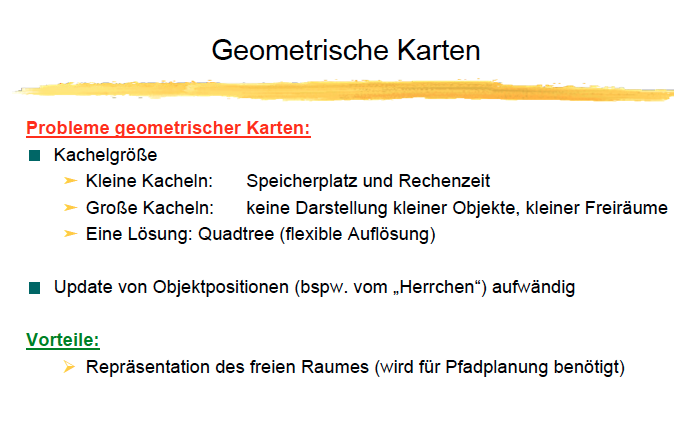 Geometrische Karten
Probleme geometrischer Karten:
Kachelgröße
Kleine Kacheln: Speicherplatz und Rechenzeit
Große Kacheln: keine Darstellung kleiner Objekte, kleiner Freiräume
Eine Lösung: Quadtree (flexible Auflösung)
Update von Objektpositionen (bspw. vom „Herrchen“) aufwändig
Vorteile:
Repräsentation des freien Raumes (wird für Pfadplanung benötigt)